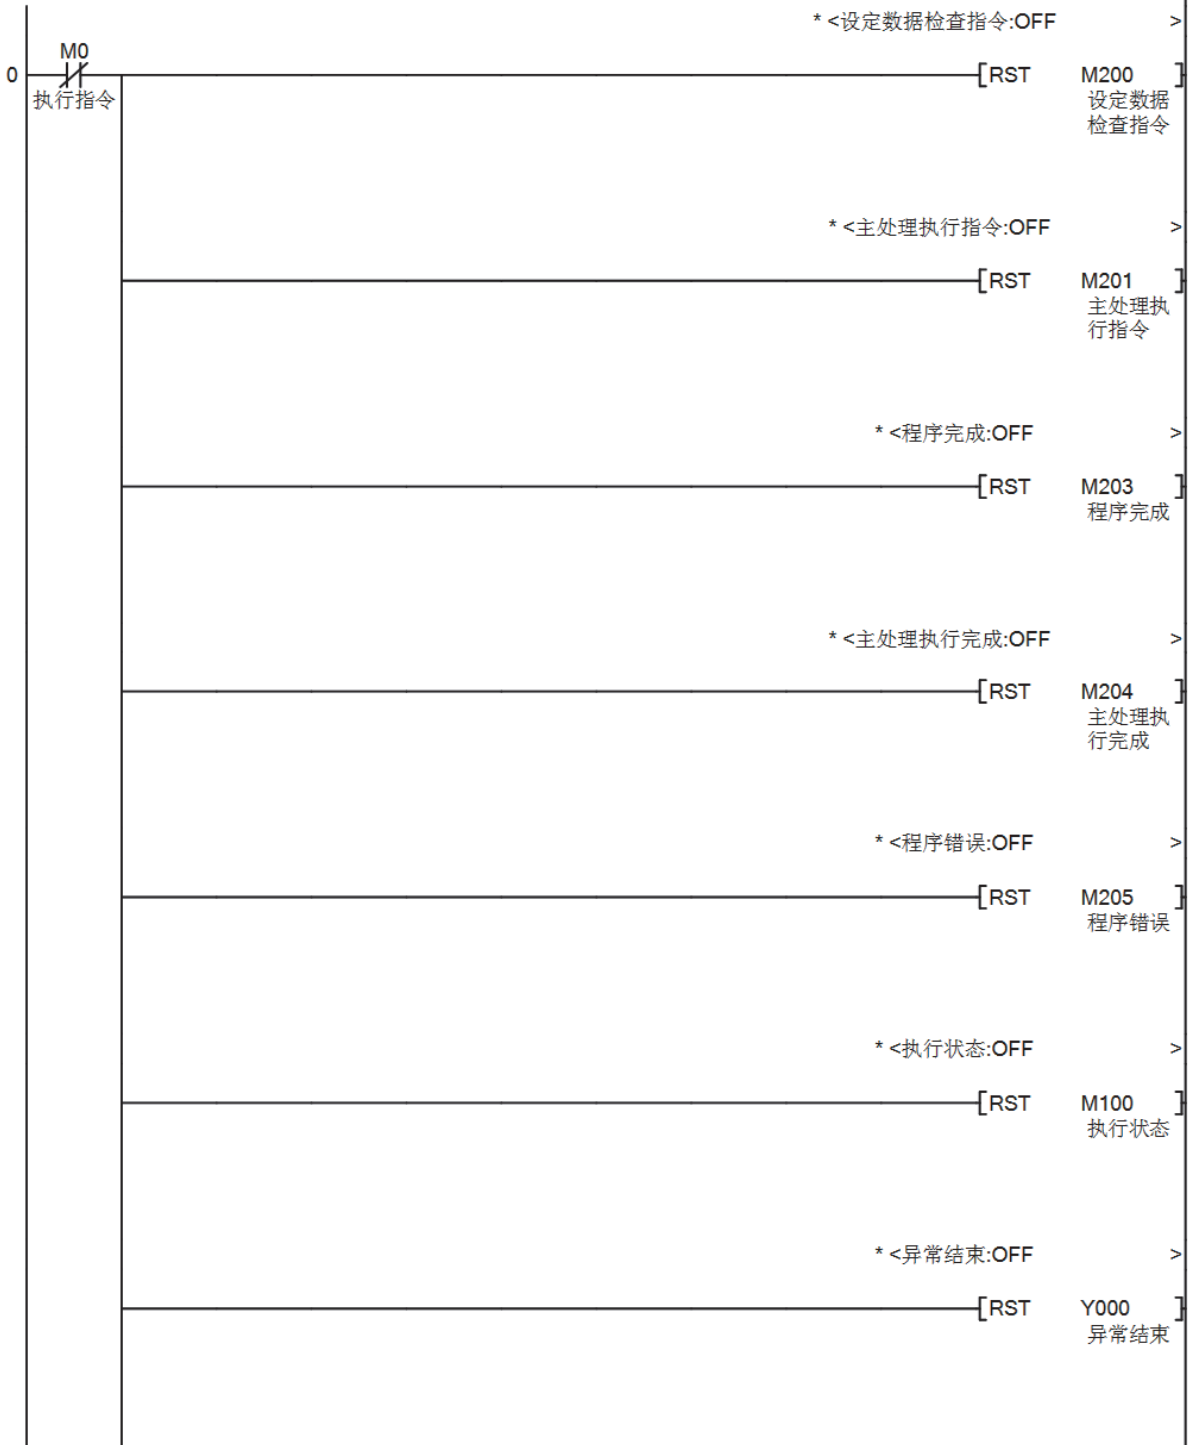 * <设定数据检查指令:OFF >
M0
0
[RST M200 ]
执行指令
设定数据
检查指令
* <主处理执行指令:OFF >
[RST M201 ]
主处理执
行指令
* <程序完成:OFF >
[RST M203 ]
程序完成
* <主处理执行完成:OFF >
[RST M204 ]
主处理执
行完成
* <程序错误:OFF >
[RST M205 ]
程序错误
* <执行状态:OFF >
[RST M100 ]
执行状态
* <异常结束:OFF >
[RST Y000 ]
异常结束